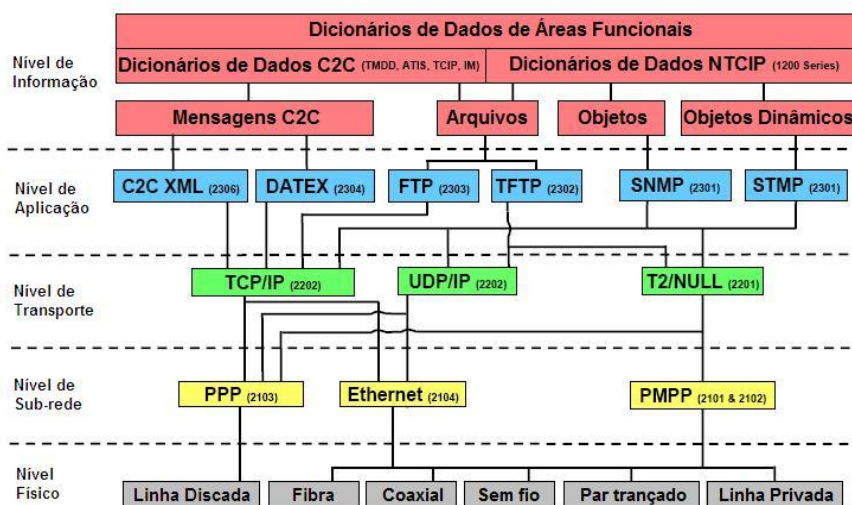 Dicionários de Dados de Áreas Funcionais
Nível de
Informação
Dicionários de Dados C2C (TMDD, ATIS, TCIP, IM)
Dicionários de Dados NTCIP (1200 Series)
Mensagens C2C
Arquivos
Objetos
Objetos Dinâmicos
Nível de
Aplicação
C2C XML (2306)
DATEX (2304)
FTP (2303)
TFTP (2302)
SNMP (2301)
STMP (2301)
Nível de
Transporte
TCP/IP (2202)
UDP/IP (2202)
T2/NULL (2201)
Nível de
Sub-rede
PPP (2103)
Ethernet (2104)
PMPP (2101 & 2102)
Nível
Físico
Linha Discada
Fibra
Coaxial
Sem fio
Par trançado
Linha Privada